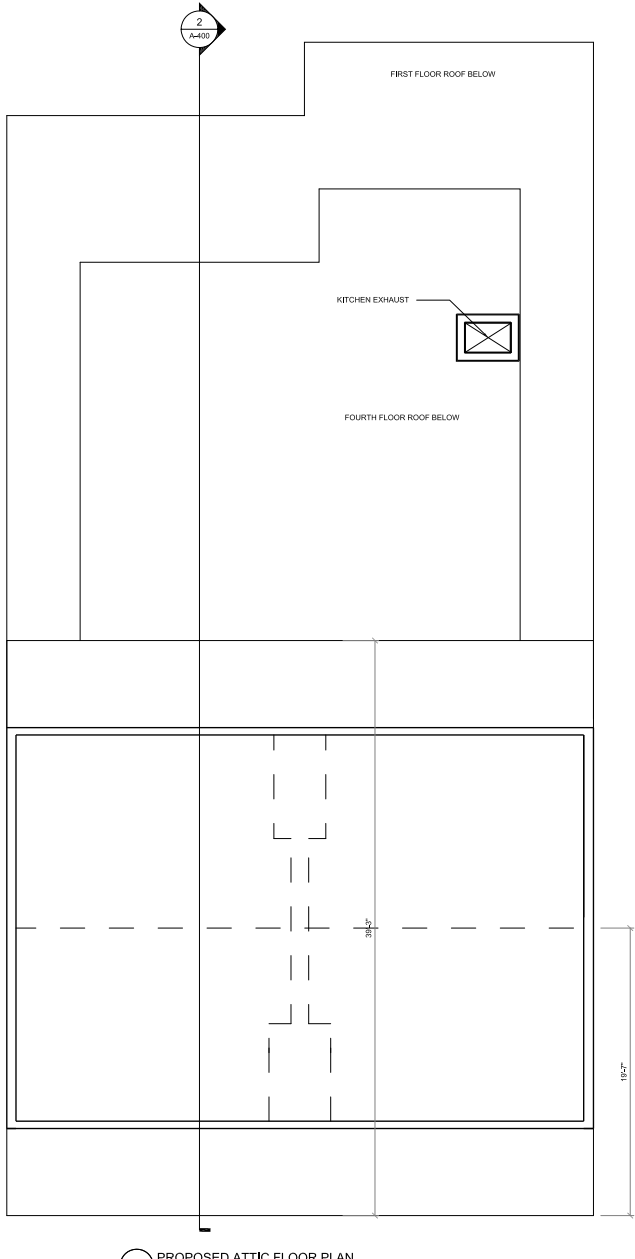 2
A-400
FIRST FLOOR ROOF BELOW
KITCHEN EXHAUST
FOURTH FLOOR ROOF BELOW
39'-3"
19'-7"
PROPOSED ATTIC FLOOR PLAN